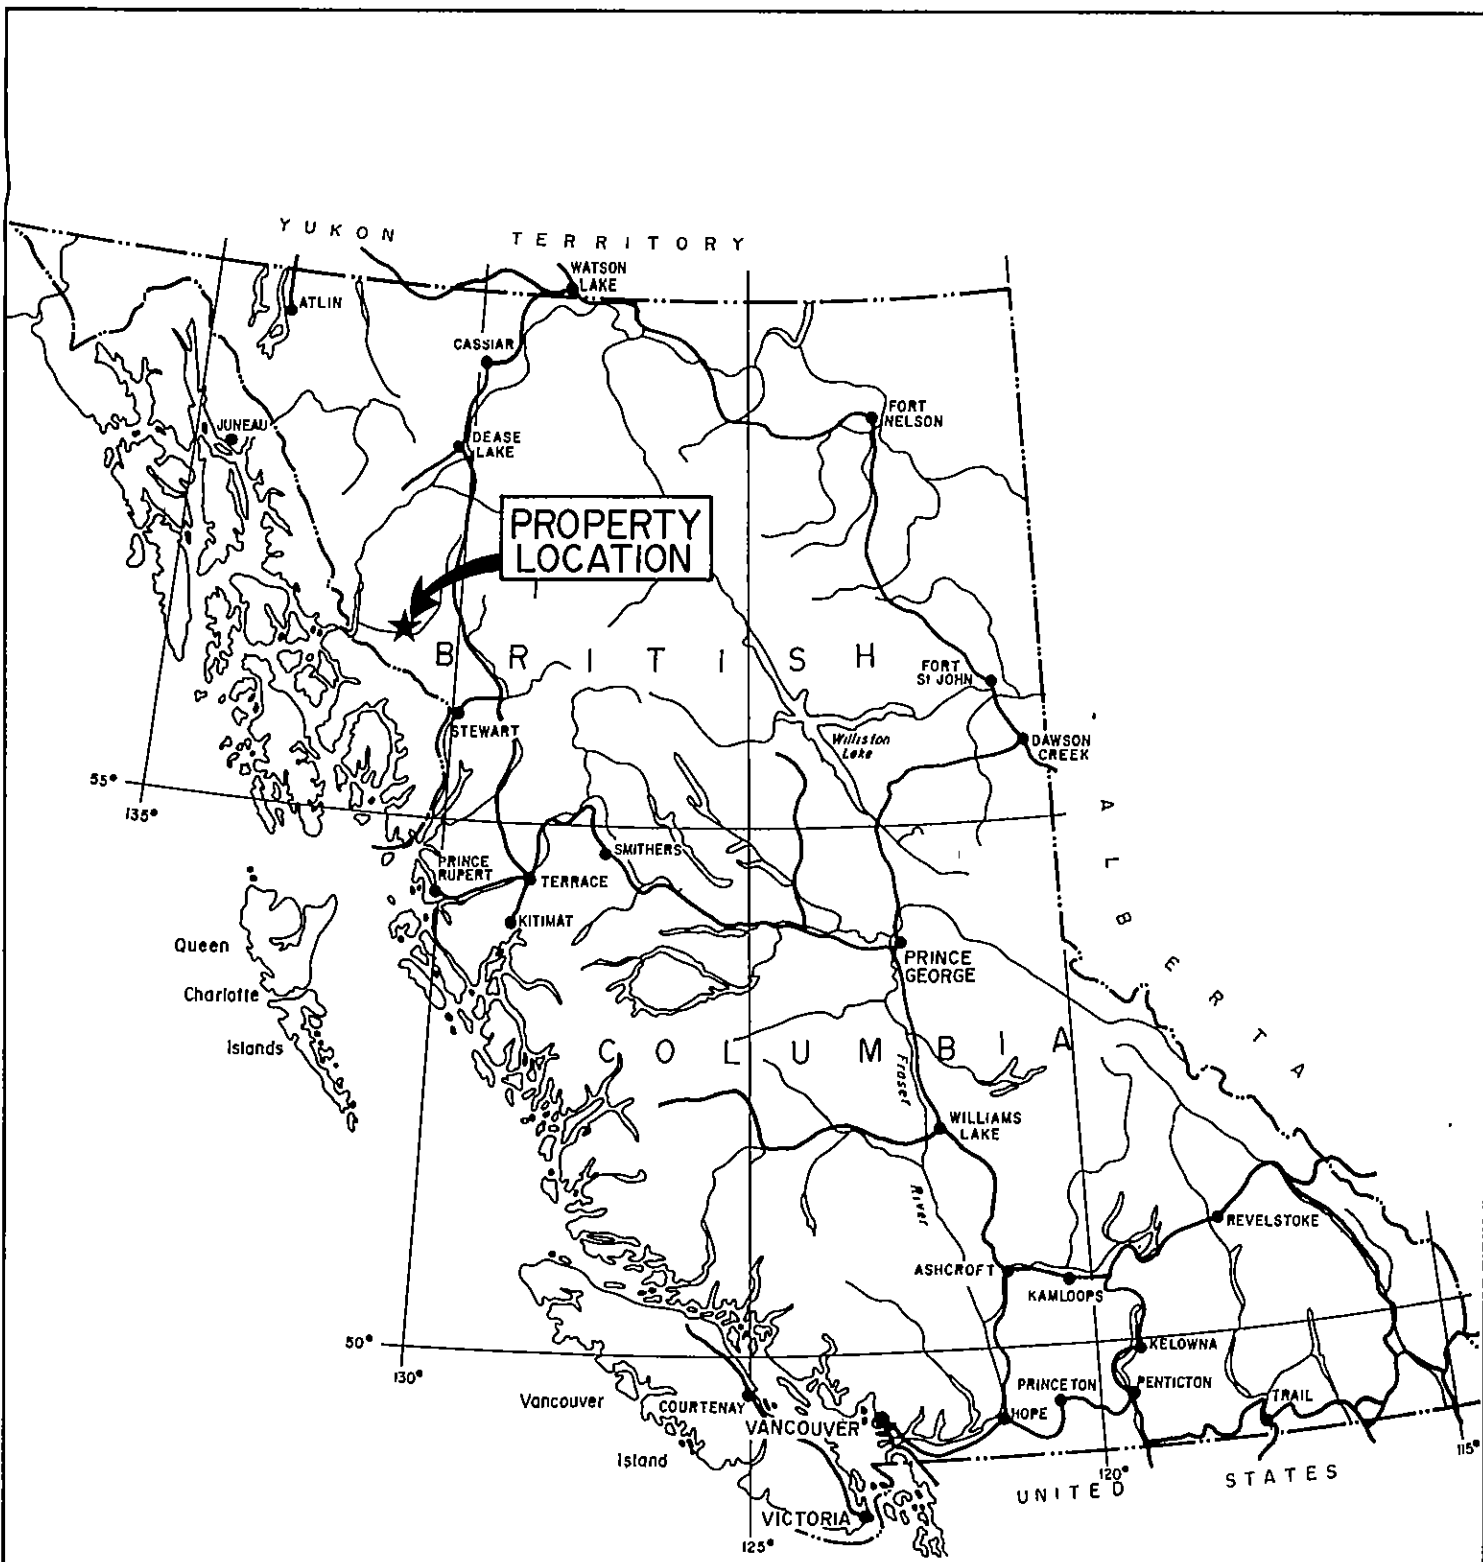 YUKON TERRITORY
WATSON
LAKE
ATLIN
CASSIAR
FORT
NELSON
JUNEAU
DEASE
LAKE
PROPERTY
LOCATION
BRITISH
FORT
St JOHN
STEWART
Williston
Lake
DAWSON
CREEK
55°
135°
ALBERTA
PRINCE
RUPERT
SMITHERS
TERRACE
KITIMAT
Queen
Charlotte
Islands
PRINCE
GEORGE
COLUMBIA
Fraser
River
WILLIAMS
LAKE
REVELSTOKE
ASHCROFT
KAMLOOPS
50°
130°
KELOWNA
Vancouver
Island
COURTENAY
PRINCETON
PENTICTON
TRAIL
VANCOUVER
HOPE
115°
120°
UNITED STATES
VICTORIA
125°